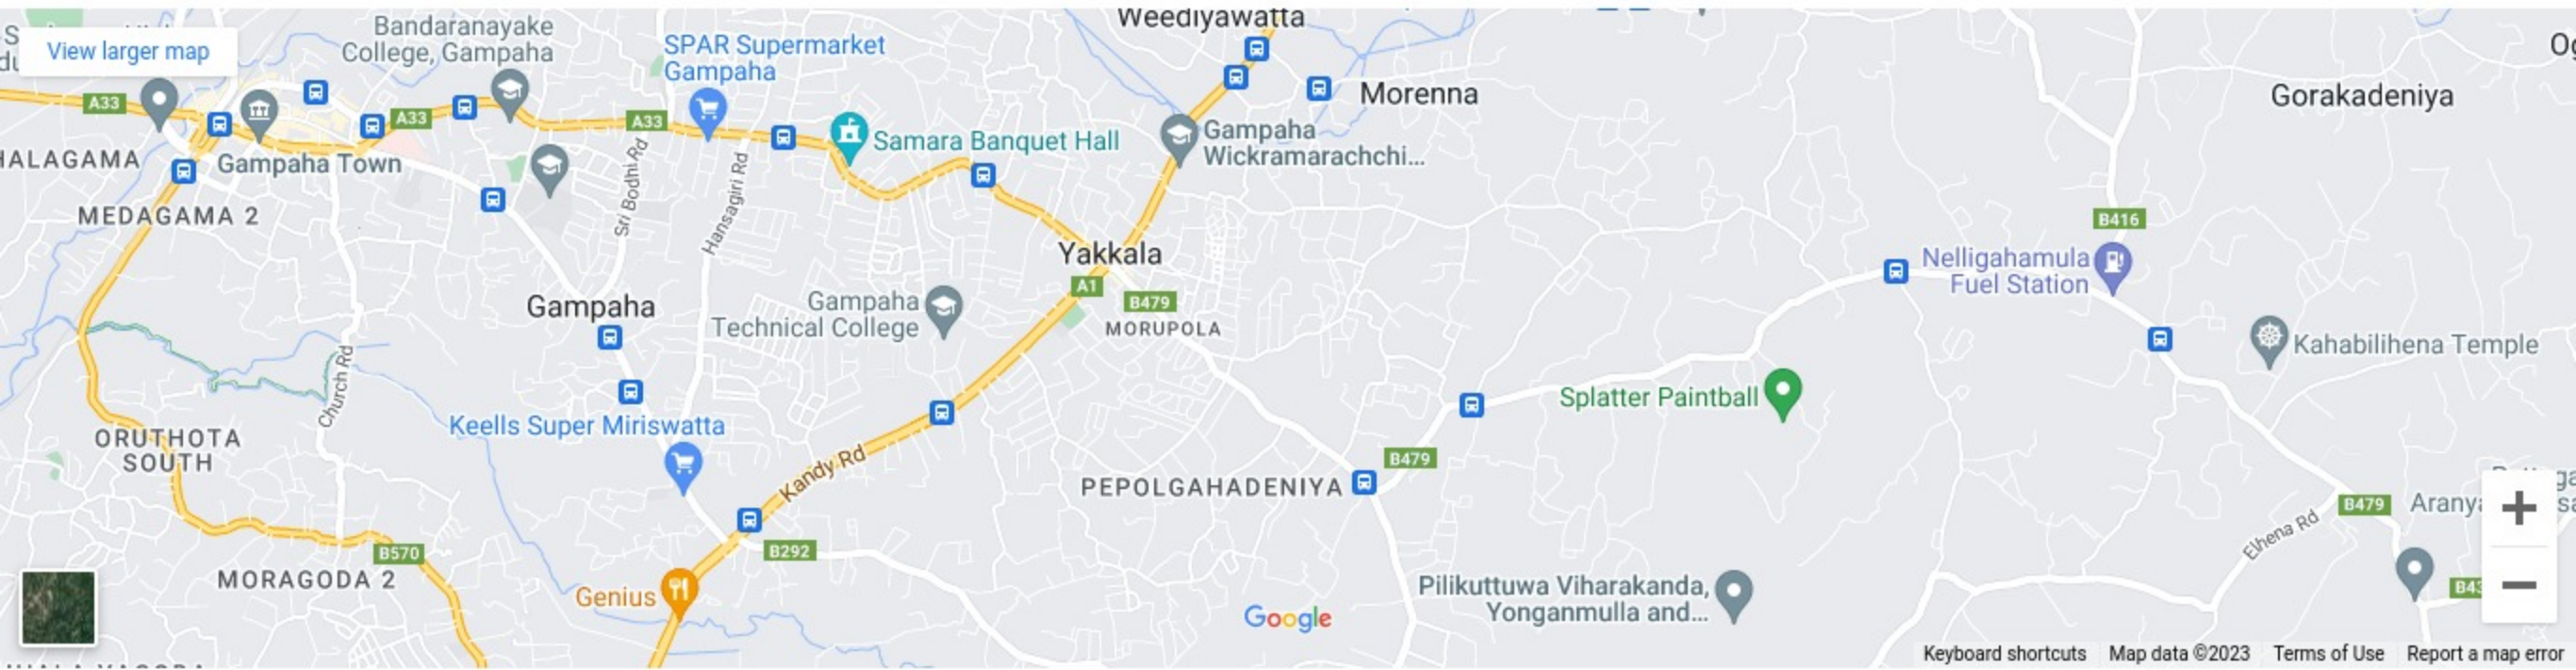 Weediyawatta
Bandaranayake
College, Gampaha
SPAR Supermarket
Gampaha
View larger map
A33
A33
A33
Morenna
Gorakadeniya
Gampaha
Wickramarachchi...
Samara Banquet Hall
Gampaha Town
MEDAGAMA 2
Sri Bodhi Rd
Hansagiri Rd
B416
Yakkala
A1
B479
MORUPOLA
Nelligahamula
Fuel Station
Gampaha
Gampaha
Technical College
Kahabilihena Temple
Church Rd
Splatter Paintball
Keells Super Miriswatta
ORUTHOTA
SOUTH
Kandy Rd
B479
PEPOLGAHADENIYA
B479
Elhena Rd
B570
B292
MORAGODA 2
Genius
Pilikuttuwa Viharakanda,
Yonganmulla and...
Google
Keyboard shortcuts
Map data ©2023
Terms of Use
Report a map error